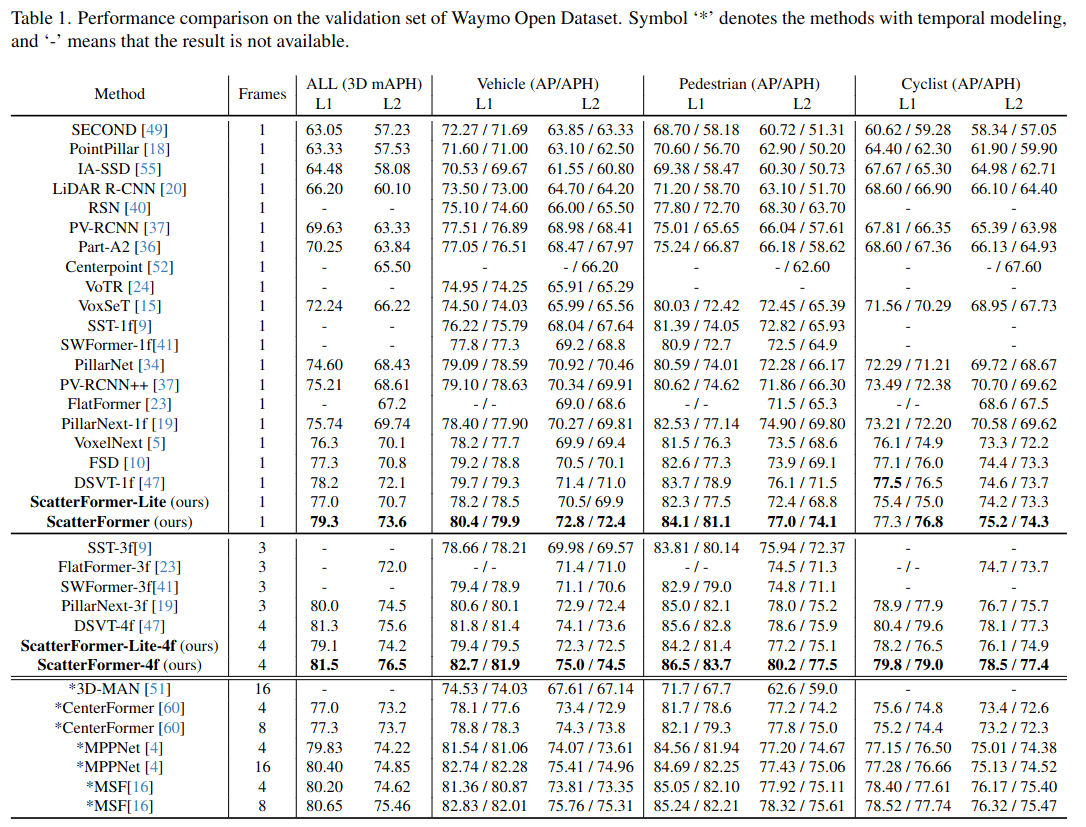 Table 1. Performance comparison on the validation set of Waymo Open Dataset. Symbol ‘*’ denotes the methods with temporal modeling,
and ‘-’ means that the result is not available.
Method Frames ALL (3D mAPH) Vehicle (AP/APH) Pedestrian (AP/APH) Cyclist (AP/APH)
L1 L2 L1 L2 L1 L2 L1 L2
SECOND [49] 1 63.05 57.23 72.27 / 71.69 63.85 / 63.33 68.70 / 58.18 60.72 / 51.31 60.62 / 59.28 58.34 / 57.05
PointPillar [18] 1 63.33 57.53 71.60 / 71.00 63.10 / 62.50 70.60 / 56.70 62.90 / 50.20 64.40 / 62.30 61.90 / 59.90
IA-SSD [55] 1 64.48 58.08 70.53 / 69.67 61.55 / 60.80 69.38 / 58.47 60.30 / 50.73 67.67 / 65.30 64.98 / 62.71
LiDAR R-CNN [20] 1 66.20 60.10 73.50 / 73.00 64.70 / 64.20 71.20 / 58.70 63.10 / 51.70 68.60 / 66.90 66.10 / 64.40
RSN [40] 1 - - 75.10 / 74.60 66.00 / 65.50 77.80 / 72.70 68.30 / 63.70 - -
PV-RCNN [37] 1 69.63 63.33 77.51 / 76.89 68.98 / 68.41 75.01 / 65.65 66.04 / 57.61 67.81 / 66.35 65.39 / 63.98
Part-A2 [36] 1 70.25 63.84 77.05 / 76.51 68.47 / 67.97 75.24 / 66.87 66.18 / 58.62 68.60 / 67.36 66.13 / 64.93
Centerpoint [52] 1 - 65.50 - - / 66.20 - - / 62.60 - - / 67.60
VoTR [24] 1 - - 74.95 / 74.25 65.91 / 65.29 - - - -
VoxSeT [15] 1 72.24 66.22 74.50 / 74.03 65.99 / 65.56 80.03 / 72.42 72.45 / 65.39 71.56 / 70.29 68.95 / 67.73
SST-1f[9] 1 - - 76.22 / 75.79 68.04 / 67.64 81.39 / 74.05 72.82 / 65.93 - -
SWFormer-1f[41] 1 - - 77.8 / 77.3 69.2 / 68.8 80.9 / 72.7 72.5 / 64.9 - -
PillarNet [34] 1 74.60 68.43 79.09 / 78.59 70.92 / 70.46 80.59 / 74.01 72.28 / 66.17 72.29 / 71.21 69.72 / 68.67
PV-RCNN++ [37] 1 75.21 68.61 79.10 / 78.63 70.34 / 69.91 80.62 / 74.62 71.86 / 66.30 73.49 / 72.38 70.70 / 69.62
FlatFormer [23] 1 - 67.2 - / - 69.0 / 68.6 - / - 71.5 / 65.3 - / - 68.6 / 67.5
PillarNext-1f [19] 1 75.74 69.74 78.40 / 77.90 70.27 / 69.81 82.53 / 77.14 74.90 / 69.80 73.21 / 72.20 70.58 / 69.62
VoxelNext [5] 1 76.3 70.1 78.2 / 77.7 69.9 / 69.4 81.5 / 76.3 73.5 / 68.6 76.1 / 74.9 73.3 / 72.2
FSD [10] 1 77.3 70.8 79.2 / 78.8 70.5 / 70.1 82.6 / 77.3 73.9 / 69.1 77.1 / 76.0 74.4 / 73.3
DSVT-1f [47] 1 78.2 72.1 79.7 / 79.3 71.4 / 71.0 83.7 / 78.9 76.1 / 71.5 77.5 / 76.5 74.6 / 73.7
ScatterFormer-Lite (ours) 1 77.0 70.7 78.2 / 78.5 70.5/ 69.9 82.3 / 77.5 72.4 / 68.8 75.4 / 75.0 74.2 / 73.3
ScatterFormer (ours) 1 79.3 73.6 80.4 / 79.9 72.8 / 72.4 84.1 / 81.1 77.0 / 74.1 77.3 / 76.8 75.2 / 74.3
SST-3f[9] 3 - - 78.66 / 78.21 69.98 / 69.57 83.81 / 80.14 75.94 / 72.37 - -
FlatFormer-3f [23] 3 - 72.0 - / - 71.4 / 71.0 - / - 74.5 / 71.3 - / - 74.7 / 73.7
SWFormer-3f[41] 3 - - 79.4 / 78.9 71.1 / 70.6 82.9 / 79.0 74.8 / 71.1 - -
PillarNext-3f [19] 3 80.0 74.5 80.6 / 80.1 72.9 / 72.4 85.0 / 82.1 78.0 / 75.2 78.9 / 77.9 76.7 / 75.7
DSVT-4f [47] 4 81.3 75.6 81.8 / 81.4 74.1 / 73.6 85.6 / 82.8 78.6 / 75.9 80.4 / 79.6 78.1 / 77.3
ScatterFormer-Lite-4f (ours) 4 79.1 74.2 79.4 / 79.5 72.3 / 72.5 84.2 / 81.4 77.2 / 75.1 78.2 / 76.5 76.1 / 74.9
ScatterFormer-4f (ours) 4 81.5 76.5 82.7 / 81.9 75.0 / 74.5 86.5 / 83.7 80.2 / 77.5 79.8 / 79.0 78.5 / 77.4
*3D-MAN [51] 16 - - 74.53 / 74.03 67.61 / 67.14 71.7 / 67.7 62.6 / 59.0 - -
*CenterFormer [60] 4 77.0 73.2 78.1 / 77.6 73.4 / 72.9 81.7 / 78.6 77.2 / 74.2 75.6 / 74.8 73.4 / 72.6
*CenterFormer [60] 8 77.3 73.7 78.8 / 78.3 74.3 / 73.8 82.1 / 79.3 77.8 / 75.0 75.2 / 74.4 73.2 / 72.3
*MPPNet [4] 4 79.83 74.22 81.54 / 81.06 74.07 / 73.61 84.56 / 81.94 77.20 / 74.67 77.15 / 76.50 75.01 / 74.38
*MPPNet [4] 16 80.40 74.85 82.74 / 82.28 75.41 / 74.96 84.69 / 82.25 77.43 / 75.06 77.28 / 76.66 75.13 / 74.52
*MSF[16] 4 80.20 74.62 81.36 / 80.87 73.81 / 73.35 85.05 / 82.10 77.92 / 75.11 78.40 / 77.61 76.17 / 75.40
*MSF[16] 8 80.65 75.46 82.83 / 82.01 75.76 / 75.31 85.24 / 82.21 78.32 / 75.61 78.52 / 77.74 76.32 / 75.47